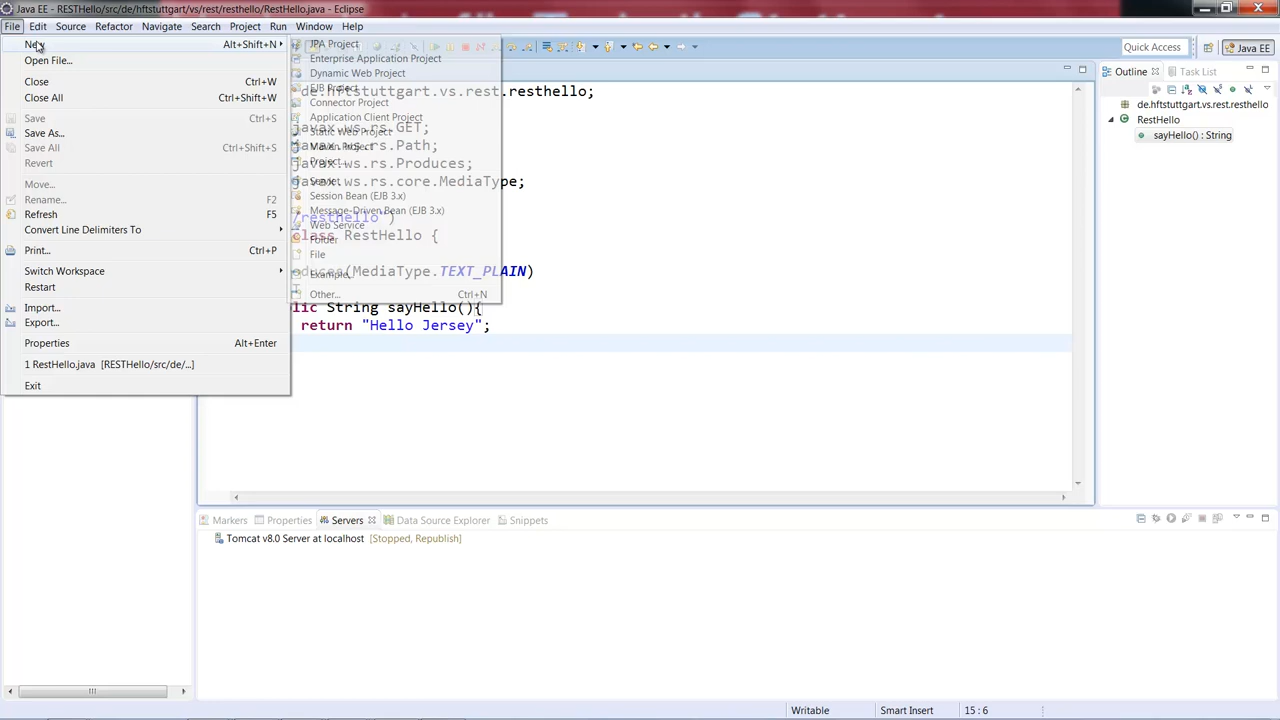 Java EE - RESTHello/src/de/hftstuttgart/vs/rest/resthello/RestHello.java - Eclipse
File Edit Source Refactor Navigate Search Project Run Window Help
New Alt+Shift+N
Open File...
Close Ctrl+W
Close All Ctrl+Shift+W
Save Ctrl+S
Save As...
Save All Ctrl+Shift+S
Revert
Move...
Rename... F2
Refresh F5
Convert Line Delimiters To
Print... Ctrl+P
Switch Workspace
Restart
Import...
Export...
Properties Alt+Enter
1 RestHello.java [RESTHello/src/de/...]
Exit
JPA Project
Enterprise Application Project
Dynamic Web Project
EJB Project
Connector Project
Application Client Project
Static Web Project
Maven Project
Project...
Servlet
Session Bean (EJB 3.x)
Message-Driven Bean (EJB 3.x)
Web Service
Folder
File
Example...
Other... Ctrl+N
de.hftstuttgart.vs.rest.resthello;
javax.ws.rs.GET;
javax.ws.rs.Path;
javax.ws.rs.Produces;
javax.ws.rs.core.MediaType;
/resthello")
class RestHello {
oduces(MediaType.TEXT_PLAIN)
lic String sayHello(){
return "Hello Jersey";
Quick Access
Java EE
Outline Task List
de.hftstuttgart.vs.rest.resthello
RestHello
sayHello() : String
Markers Properties Servers Data Source Explorer Snippets
Tomcat v8.0 Server at localhost [Stopped, Republish]
Writable Smart Insert 15 : 6